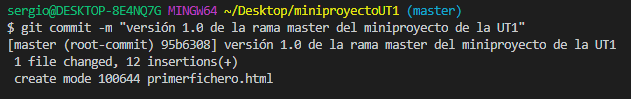 sergio@DESKTOP-8E4NQ7G MINGW64 ~/Desktop/miniproyectoUT1 (master)
$ git commit -m "versión 1.0 de la rama master del miniproyecto de la UT1"
[master (root-commit) 95b6308] versión 1.0 de la rama master del miniproyecto de la UT1
 1 file changed, 12 insertions(+)
 create mode 100644 primerfichero.html